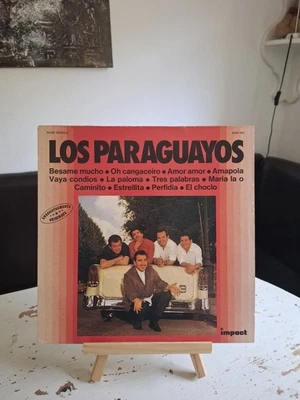 LOS PARAGUAYOS
Besame mucho • Oh cangaceiro • Amor amor • Amapola
Vaya condios • La paloma • Tres palabras • Maria la o
Caminito • Estrellita • Perfidia • El choclo
impact